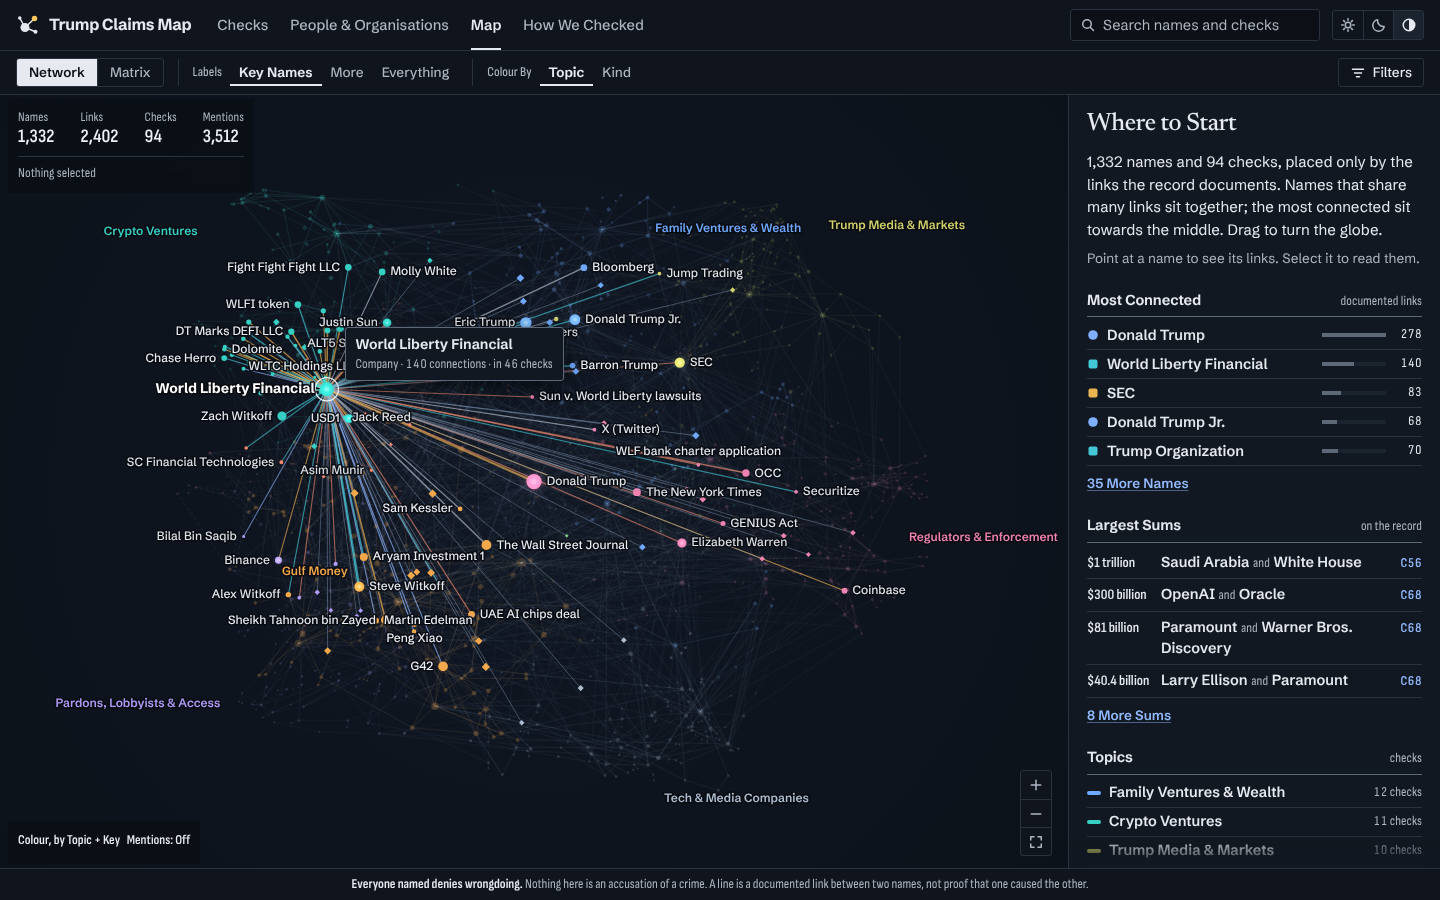 Trump Claims Map
Checks
People & Organisations
Map
How We Checked
Search names and checks
Network
Matrix
Labels
Key Names
More
Everything
Colour By
Topic
Kind
Filters
Names
Links
Checks
Mentions
1,332
2,402
94
3,512
Nothing selected
Crypto Ventures
Family Ventures & Wealth
Trump Media & Markets
Fight Fight Fight LLC
Molly White
Bloomberg
Jump Trading
WLFI token
Justin Sun
Eric Trump
Donald Trump Jr.
DT Marks DEFI LLC
ALT5 S
ers
Dolomite
World Liberty Financial
Company · 140 connections · in 46 checks
Chase Herro
WLTC Holdings LL
Barron Trump
SEC
World Liberty Financial
Sun v. World Liberty lawsuits
Zach Witkoff
USD1
Jack Reed
X (Twitter)
WLF bank charter application
SC Financial Technologies
Asim Munir
OCC
Donald Trump
The New York Times
Securitize
Sam Kessler
GENIUS Act
Bilal Bin Saqib
The Wall Street Journal
Elizabeth Warren
Regulators & Enforcement
Binance
Aryam Investment 1
Gulf Money
Steve Witkoff
Coinbase
Alex Witkoff
Sheikh Tahnoon bin Zayed
Martin Edelman
UAE AI chips deal
Peng Xiao
G42
Pardons, Lobbyists & Access
Tech & Media Companies
Colour, by Topic + Key
Mentions: Off
Where to Start
1,332 names and 94 checks, placed only by the
links the record documents. Names that share
many links sit together; the most connected sit
towards the middle. Drag to turn the globe.
Point at a name to see its links. Select it to read them.
Most Connected
documented links
Donald Trump
278
World Liberty Financial
140
SEC
83
Donald Trump Jr.
68
Trump Organization
70
35 More Names
Largest Sums
on the record
$1 trillion
Saudi Arabia and White House
C56
$300 billion
OpenAI and Oracle
C68
$81 billion
Paramount and Warner Bros.
Discovery
C68
$40.4 billion
Larry Ellison and Paramount
C68
8 More Sums
Topics
checks
Family Ventures & Wealth
12 checks
Crypto Ventures
11 checks
Trump Media & Markets
10 checks
Everyone named denies wrongdoing. Nothing here is an accusation of a crime. A line is a documented link between two names, not proof that one caused the other.